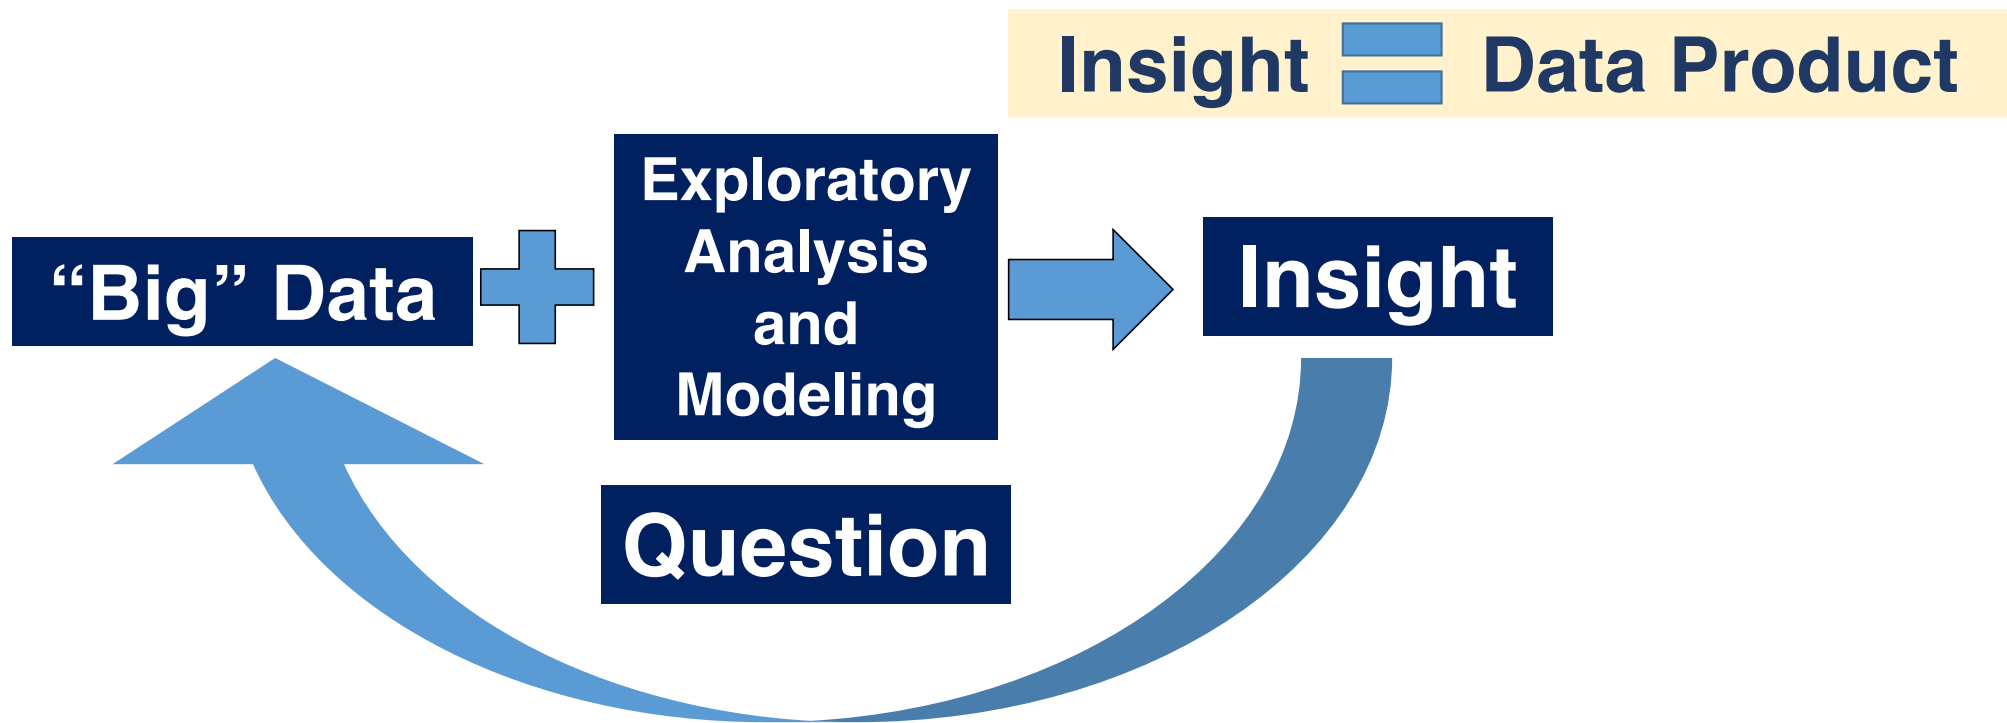 Insight Data Product
“Big” Data
Exploratory
Analysis
and
Modeling
Insight
Question